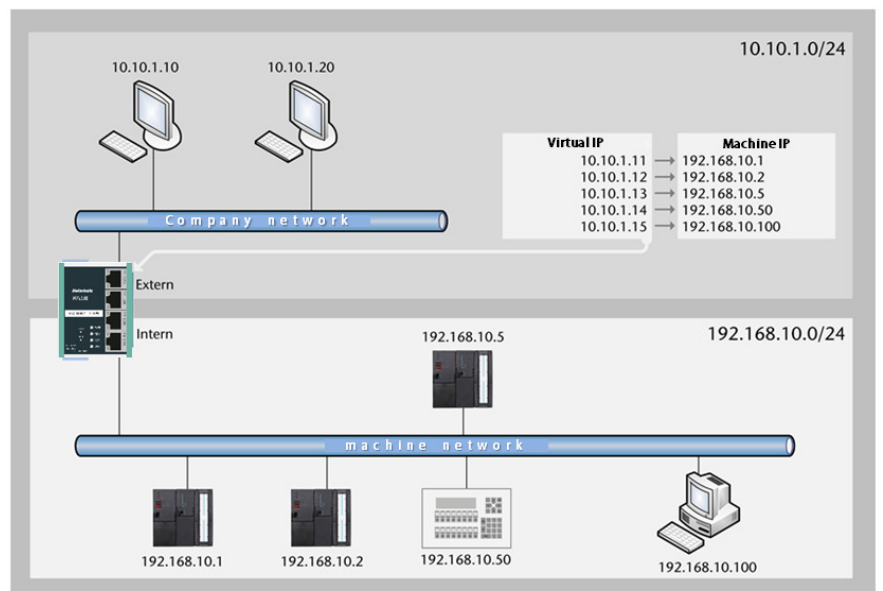 10.10.1.0/24
10.10.1.10
10.10.1.20
Virtual IP
Machine IP
10.10.1.11 → 192.168.10.1
10.10.1.12 → 192.168.10.2
10.10.1.13 → 192.168.10.5
10.10.1.14 → 192.168.10.50
10.10.1.15 → 192.168.10.100
Company network
Extern
Intern
192.168.10.0/24
192.168.10.5
machine network
192.168.10.1
192.168.10.2
192.168.10.50
192.168.10.100